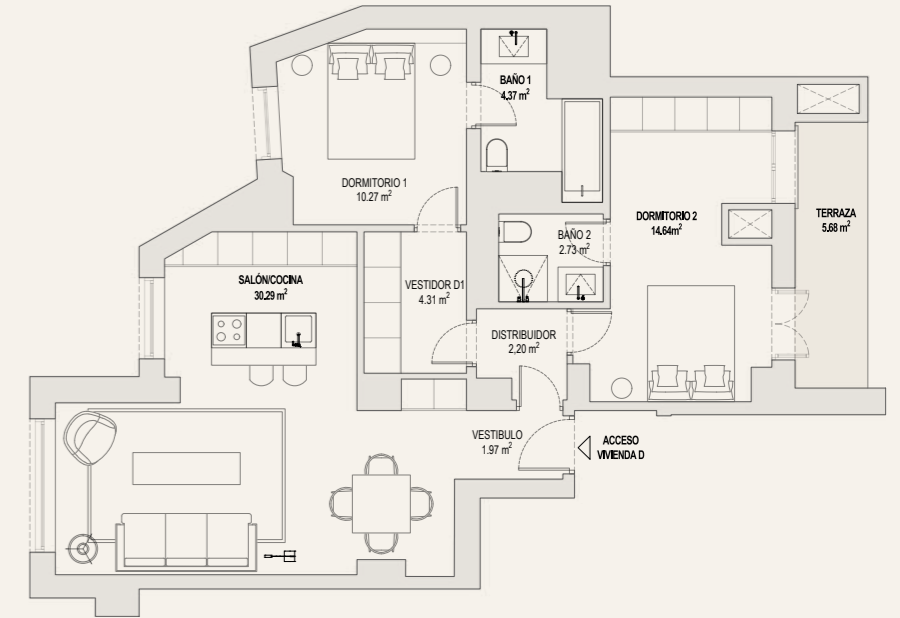 BAÑO 1
4.37 m²
DORMITORIO 1
10.27 m²
DORMITORIO 2
14.64m²
TERRAZA
5.68 m²
BAÑO 2
2.73 m²
SALÓN/COCINA
30.29 m²
VESTIDOR D1
4.31 m²
DISTRIBUIDOR
2,20 m²
VESTIBULO
1.97 m²
ACCESO
VIVIENDA D